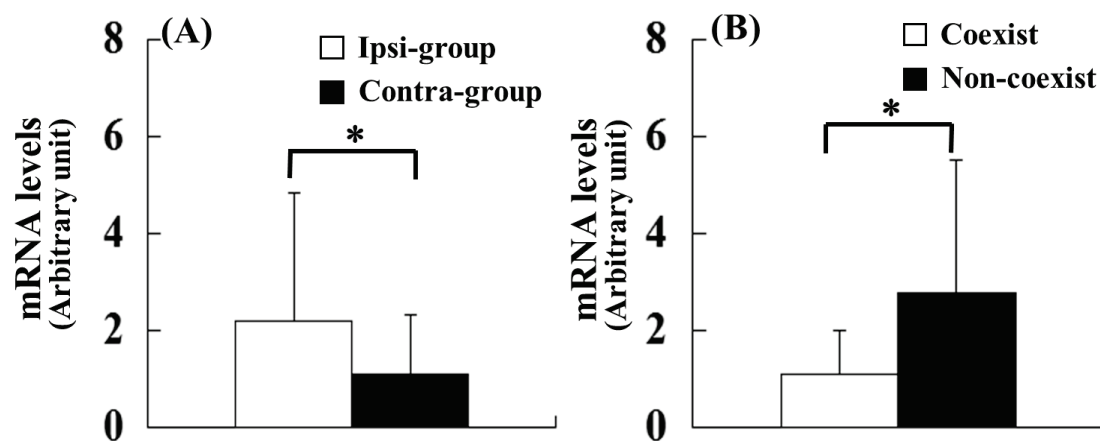 (A)
Ipsi-group
Contra-group
*
mRNA levels
(Arbitrary unit)
8
6
4
2
0
(B)
Coexist
Non-coexist
*
mRNA levels
(Arbitrary unit)
8
6
4
2
0